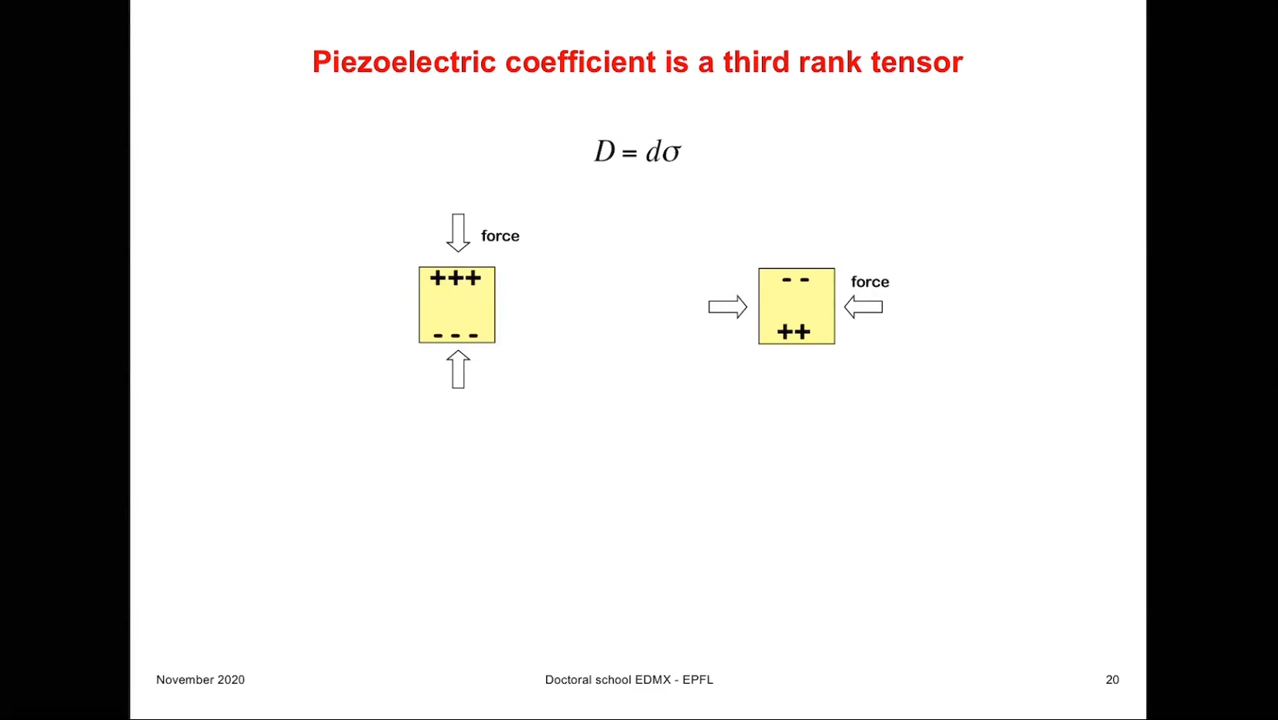 Piezoelectric coefficient is a third rank tensor
D = dσ
force
+++
- - -
force
- -
++
November 2020
Doctoral school EDMX - EPFL
20